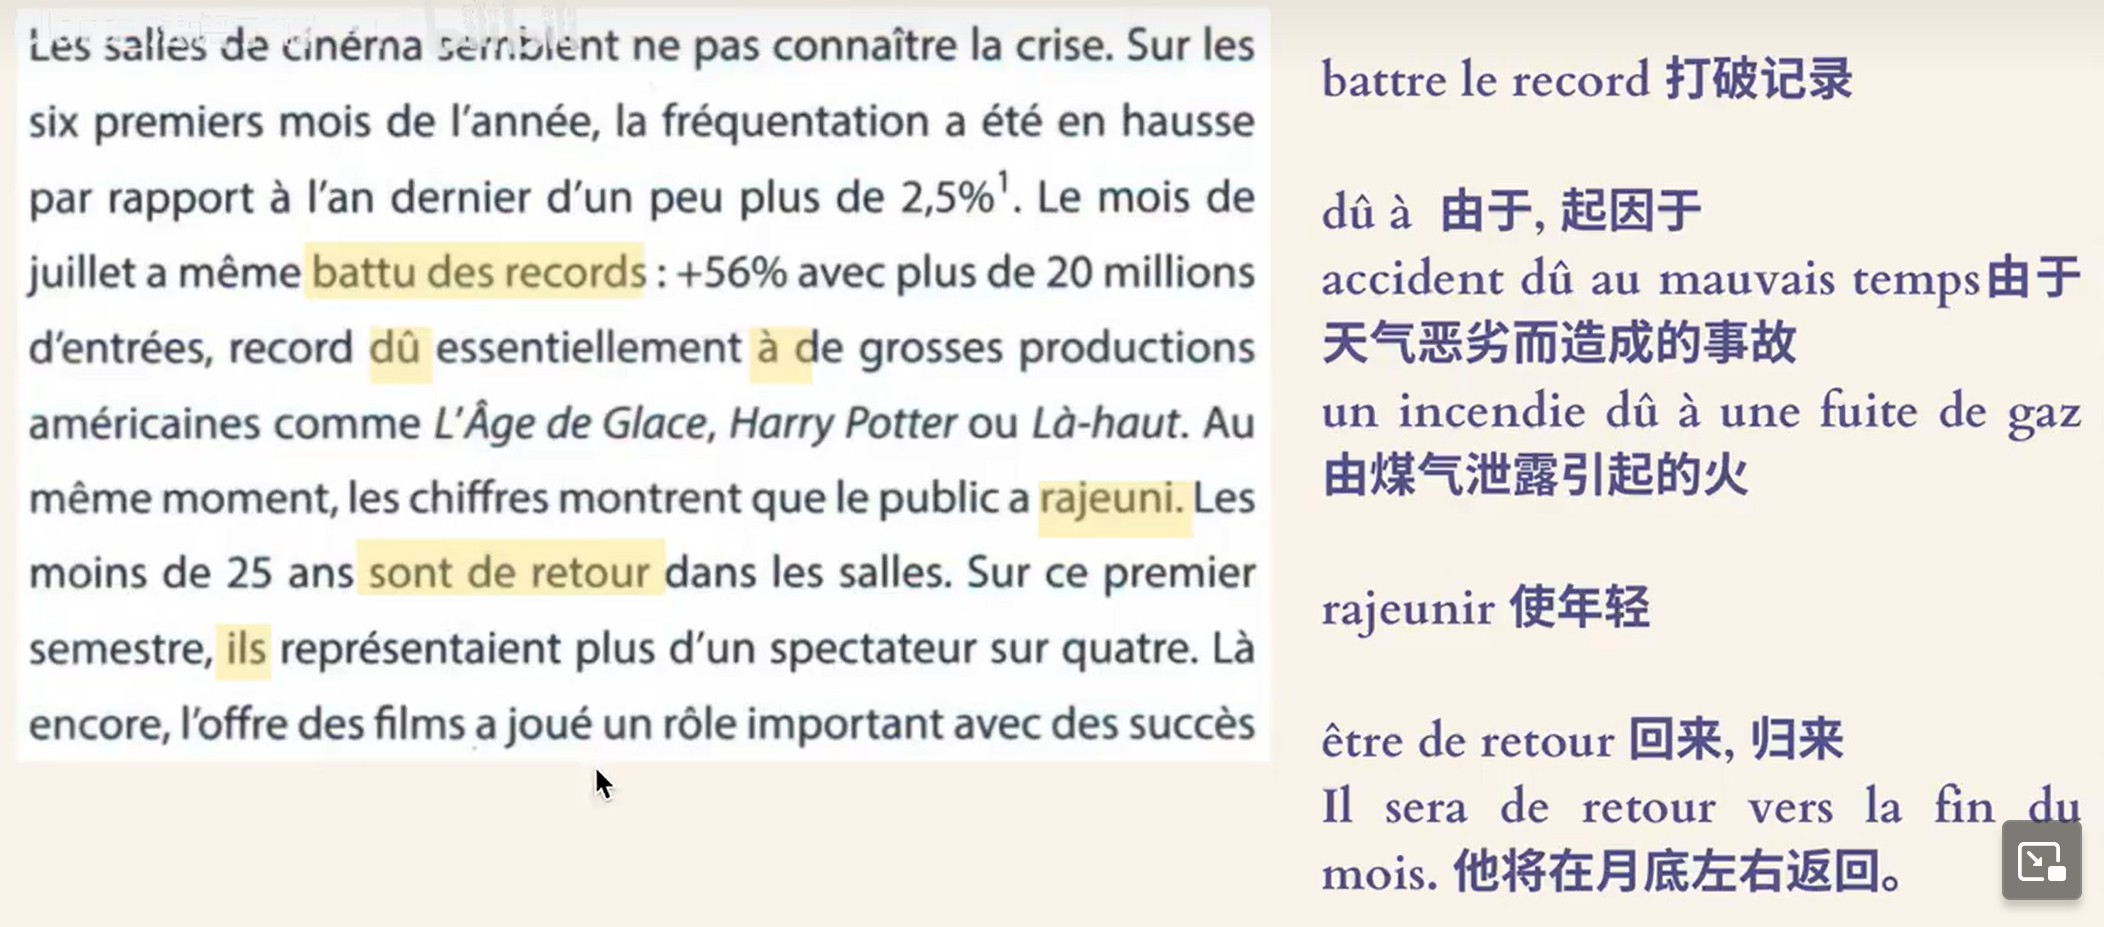 Les salles de cinéma semblent ne pas connaître la crise. Sur les
six premiers mois de l'année, la fréquentation a été en hausse
par rapport à l'an dernier d'un peu plus de 2,5%¹. Le mois de
juillet a même battu des records : +56% avec plus de 20 millions
d'entrées, record dû essentiellement à de grosses productions
américaines comme L'Âge de Glace, Harry Potter ou Là-haut. Au
même moment, les chiffres montrent que le public a rajeuni. Les
moins de 25 ans sont de retour dans les salles. Sur ce premier
semestre, ils représentaient plus d'un spectateur sur quatre. Là
encore, l'offre des films a joué un rôle important avec des succès
battre le record 打破记录
dû à 由于, 起因于
accident dû au mauvais temps由于
天气恶劣而造成的事故
un incendie dû à une fuite de gaz
由煤气泄露引起的火
rajeunir 使年轻
être de retour 回来, 归来
Il sera de retour vers la fin du
mois. 他将在月底左右返回。